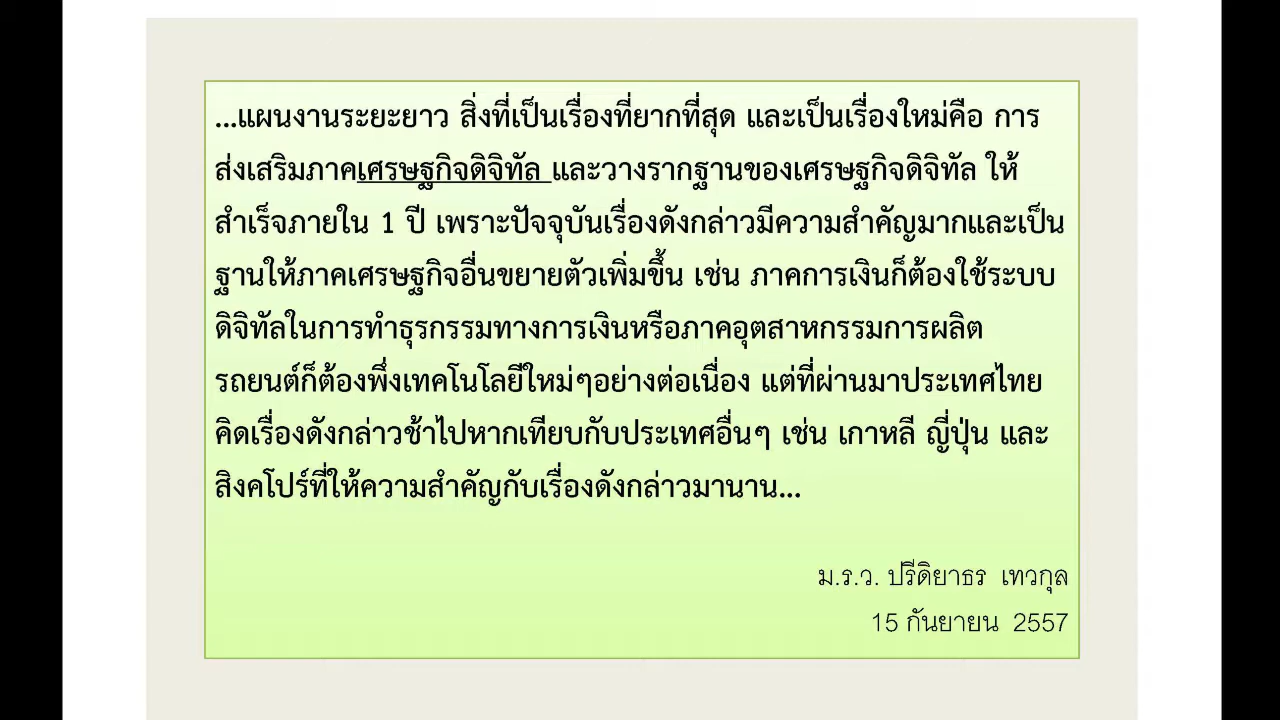 ...แผนงานระยะยาว สิ่งที่เป็นเรื่องที่ยากที่สุด และเป็นเรื่องใหม่คือ การ
ส่งเสริมภาคเศรษฐกิจดิจิทัล และวางรากฐานของเศรษฐกิจดิจิทัล ให้
สำเร็จภายใน 1 ปี เพราะปัจจุบันเรื่องดังกล่าวมีความสำคัญมากและเป็น
ฐานให้ภาคเศรษฐกิจอื่นขยายตัวเพิ่มขึ้น เช่น ภาคการเงินก็ต้องใช้ระบบ
ดิจิทัลในการทำธุรกรรมทางการเงินหรือภาคอุตสาหกรรมการผลิต
รถยนต์ก็ต้องพึ่งเทคโนโลยีใหม่ๆอย่างต่อเนื่อง แต่ที่ผ่านมาประเทศไทย
คิดเรื่องดังกล่าวช้าไปหากเทียบกับประเทศอื่นๆ เช่น เกาหลี ญี่ปุ่น และ
สิงคโปร์ที่ให้ความสำคัญกับเรื่องดังกล่าวมานาน...
ม.ร.ว. ปรีดิยาธร เทวกุล
15 กันยายน 2557